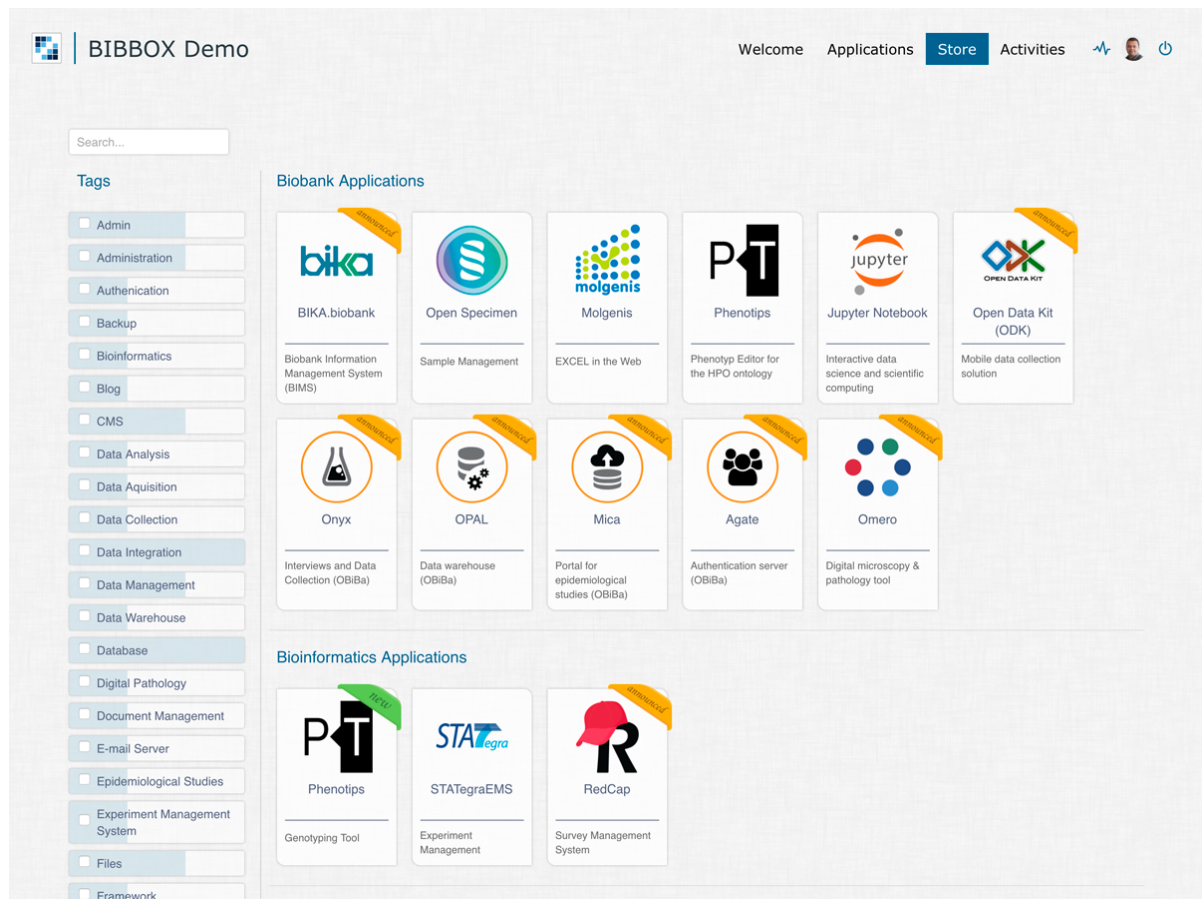 BIBBOX Demo
Welcome Applications Store Activities
Search...
Tags
Admin
Administration
Authenication
Backup
Bioinformatics
Blog
CMS
Data Analysis
Data Aquisition
Data Collection
Data Integration
Data Management
Data Warehouse
Database
Digital Pathology
Document Management
E-mail Server
Epidemiological Studies
Experiment Management
System
Files
Framework
Biobank Applications
announced
bika
BIKA.biobank
Biobank Information
Management System
(BIMS)
Open Specimen
Sample Management
molgenis
Molgenis
EXCEL in the Web
PT
Phenotips
Phenotyp Editor for
the HPO ontology
jupyter
Jupyter Notebook
Interactive data
science and scientific
computing
announced
ODK
OPEN DATA KIT
Open Data Kit
(ODK)
Mobile data collection
solution
announced
Onyx
Interviews and Data
Collection (OBiBa)
announced
OPAL
Data warehouse
(OBiBa)
announced
Mica
Portal for
epidemiological
studies (OBiBa)
announced
Agate
Authentication server
(OBiBa)
announced
Omero
Digital microscopy &
pathology tool
Bioinformatics Applications
new
PT
Phenotips
Genotyping Tool
STATegra
STATegraEMS
Experiment
Management
announced
R
RedCap
Survey Management
System